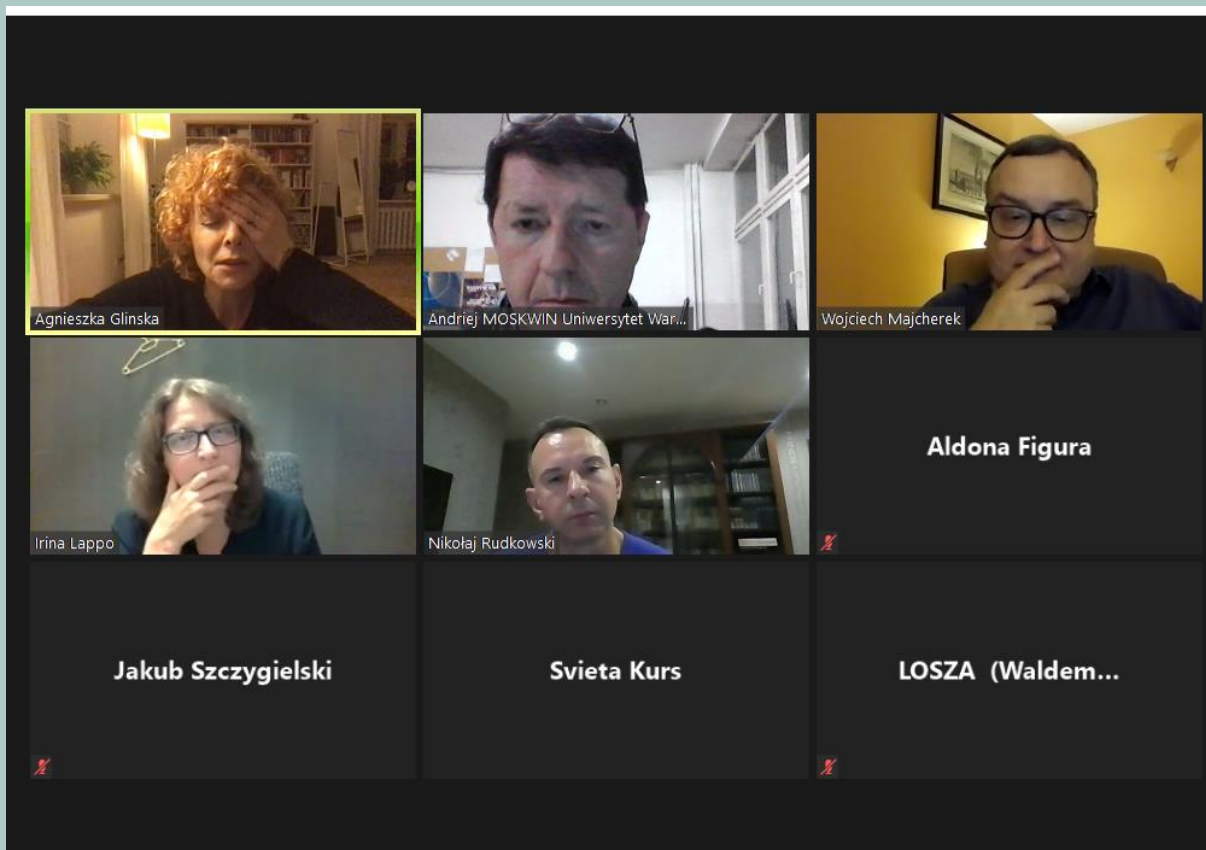 Agnieszka Glinska
Andriej MOSKWIN Uniwersytet War...
Wojciech Majcherek
Irina Lappo
Nikołaj Rudkowski
Aldona Figura
Jakub Szczygielski
Svieta Kurs
LOSZA (Waldem...